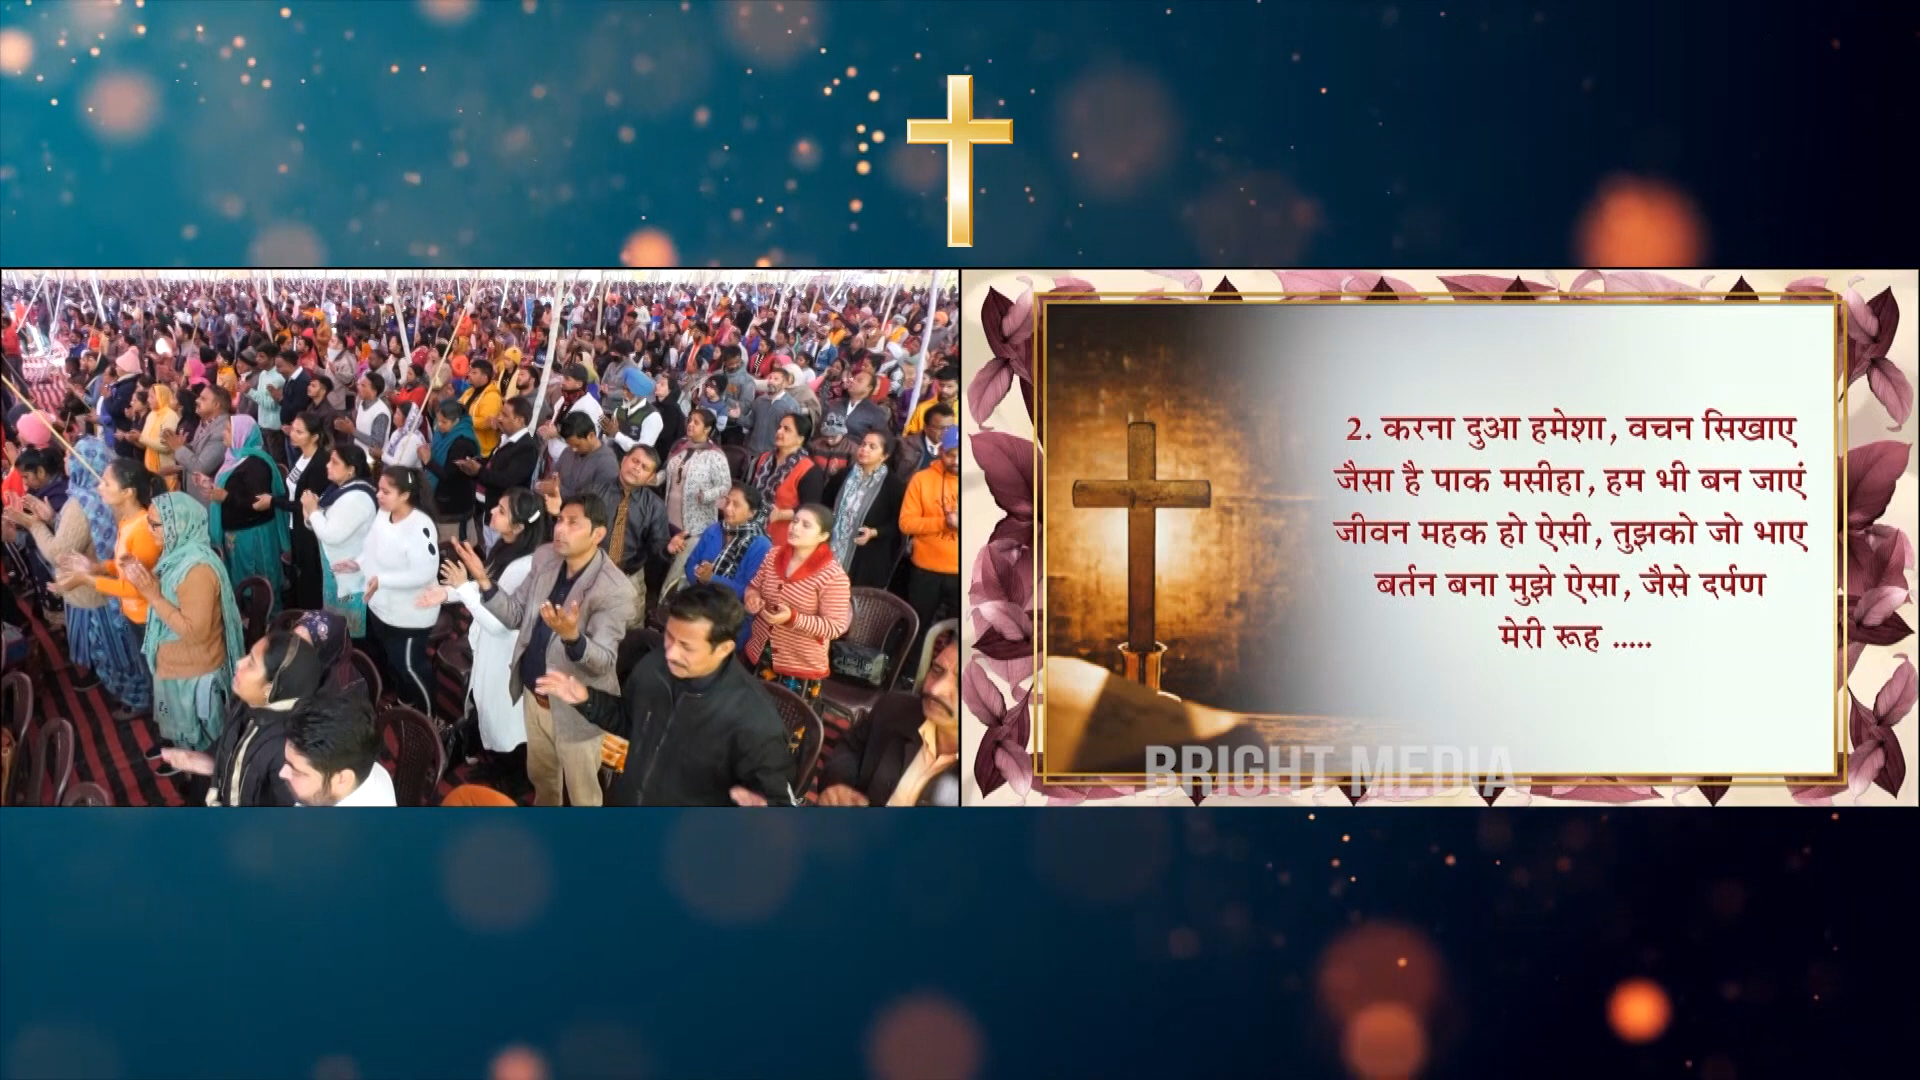 2. करना दुआ हमेशा, वचन सिखाए
जैसा है पाक मसीहा, हम भी बन जाएं
जीवन महक हो ऐसी, तुझको जो भाए
बर्तन बना मुझे ऐसा, जैसे दर्पण
मेरी रूह .....
BRIGHT MEDIA